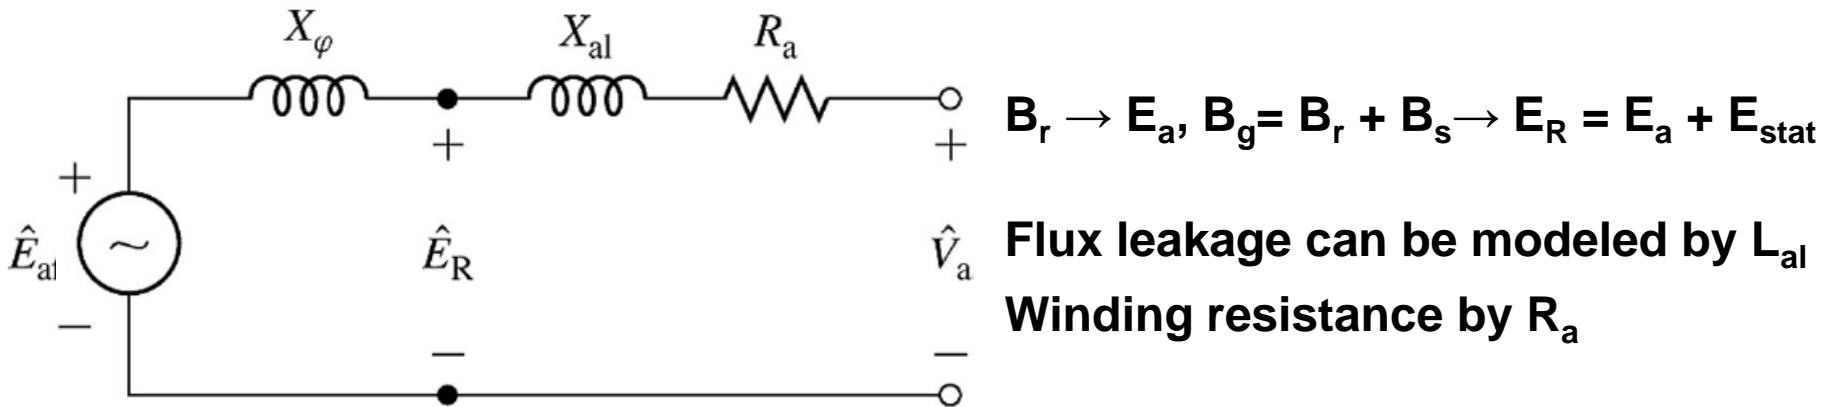 X_φ X_al R_a
B_r → E_a, B_g= B_r + B_s→ E_R = E_a + E_stat
+ + +
Ê_af ~ Ê_R V̂_a
Flux leakage can be modeled by L_al
Winding resistance by R_a
− − −